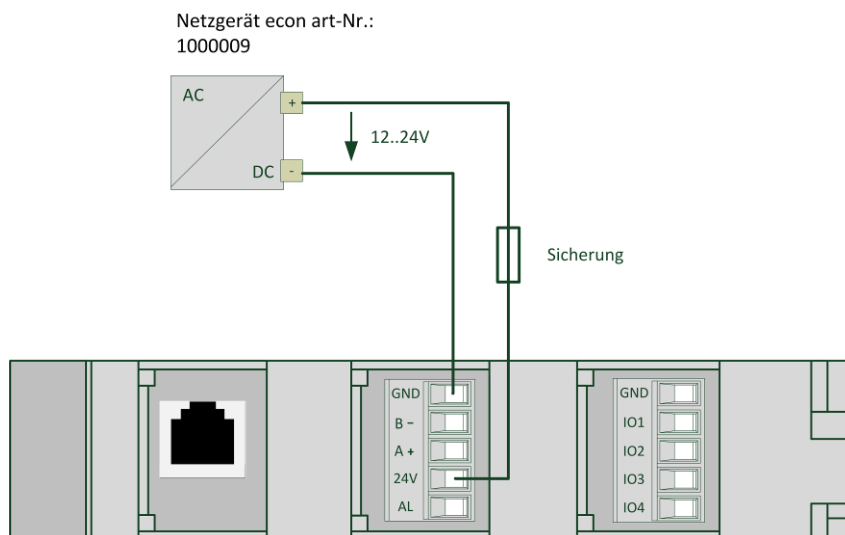 Netzgerät econ art-Nr.:
1000009
AC
+
12..24V
DC
-
Sicherung
GND
B −
A +
24V
AL
GND
IO1
IO2
IO3
IO4